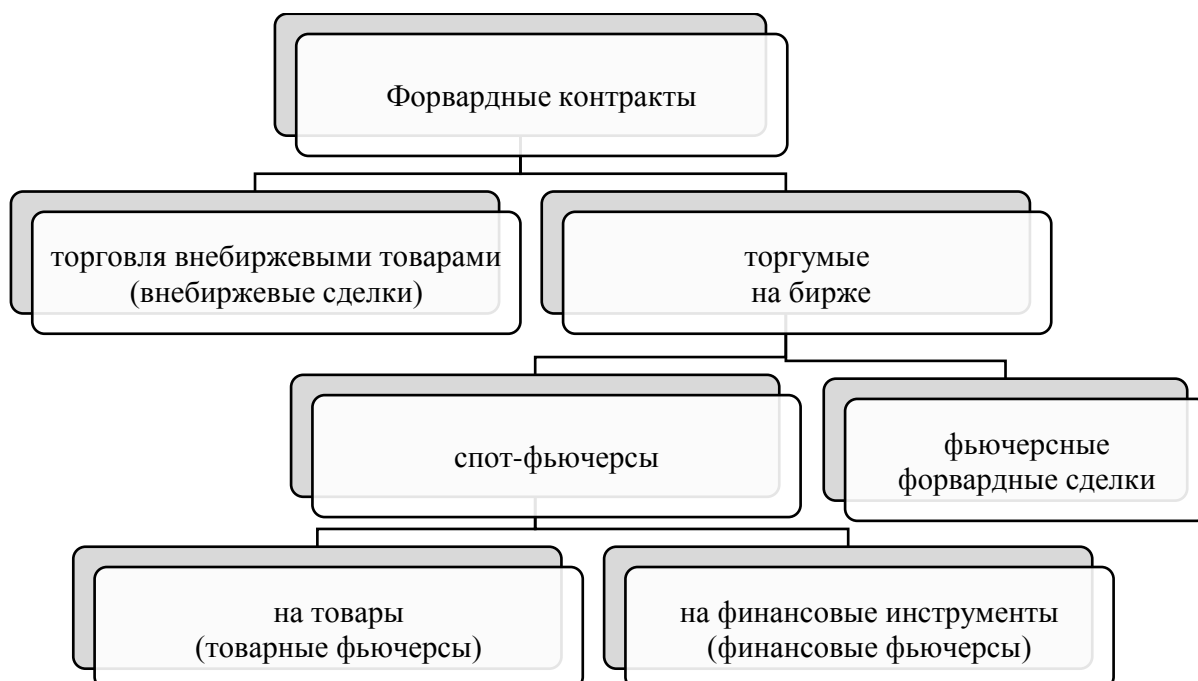 Форвардные контракты
торговля внебиржевыми товарами
(внебиржевые сделки)
торгумые
на бирже
спот-фьючерсы
фьючерсные
форвардные сделки
на товары
(товарные фьючерсы)
на финансовые инструменты
(финансовые фьючерсы)